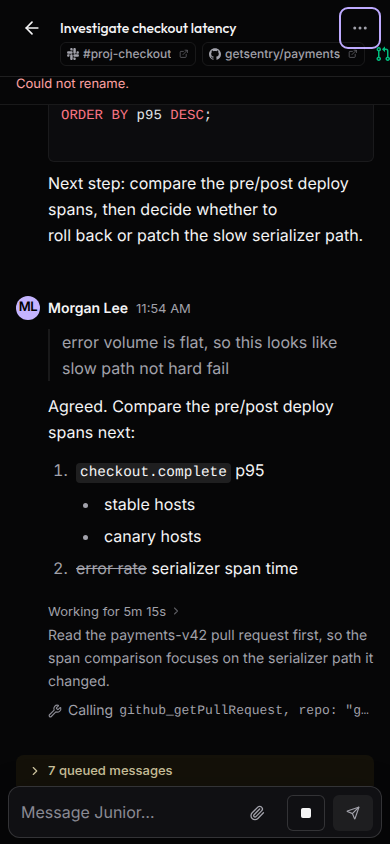 Investigate checkout latency
#proj-checkout
getsentry/payments
Could not rename.
ORDER BY p95 DESC;
Next step: compare the pre/post deploy
spans, then decide whether to
roll back or patch the slow serializer path.
ML
Morgan Lee 11:54 AM
error volume is flat, so this looks like
slow path not hard fail
Agreed. Compare the pre/post deploy
spans next:
1. checkout.complete p95
• stable hosts
• canary hosts
2. error rate serializer span time
Working for 5m 15s
Read the payments-v42 pull request first, so the
span comparison focuses on the serializer path it
changed.
Calling github_getPullRequest, repo: "g…
7 queued messages
Message Junior...